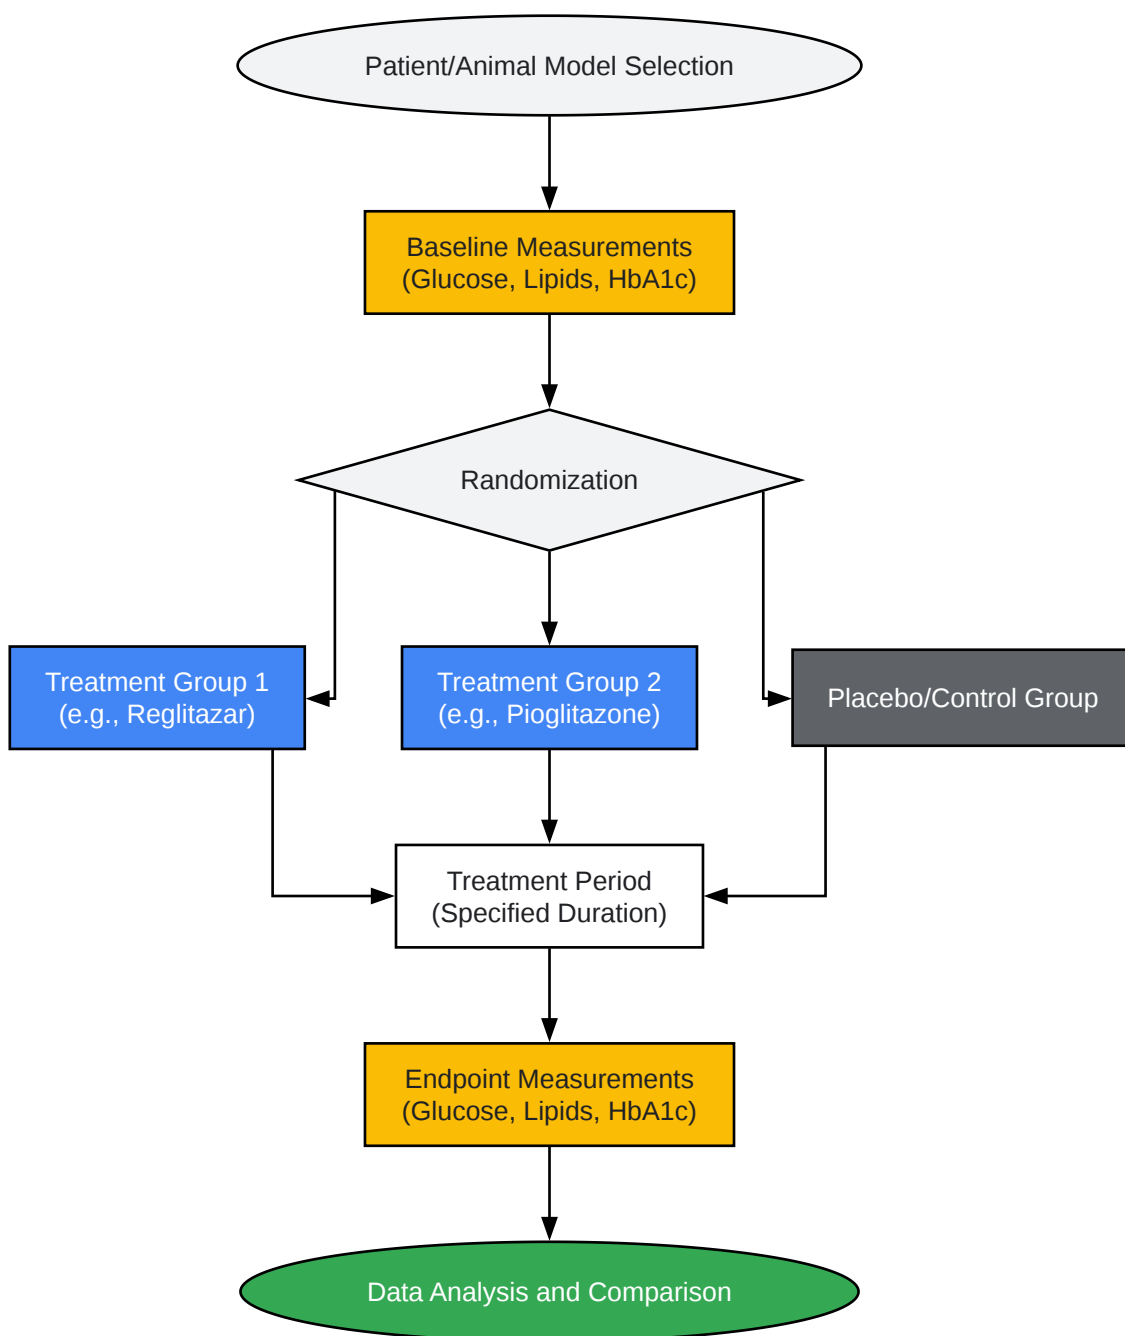 Patient/Animal Model Selection
Baseline Measurements
(Glucose, Lipids, HbA1c)
Randomization
Treatment Group 1
(e.g., Reglitazar)
Treatment Group 2
(e.g., Pioglitazone)
Placebo/Control Group
Treatment Period
(Specified Duration)
Endpoint Measurements
(Glucose, Lipids, HbA1c)
Data Analysis and Comparison